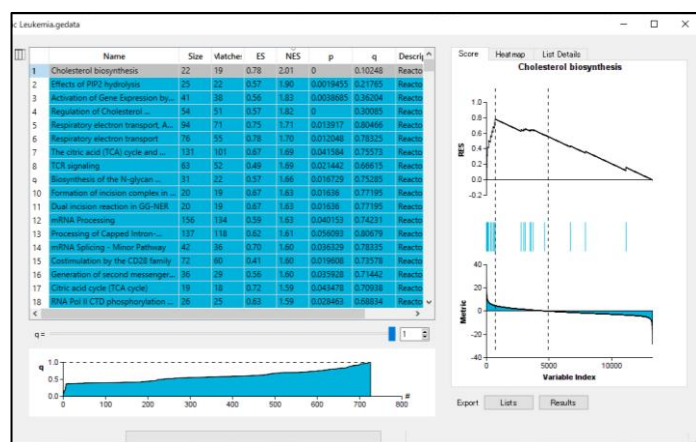 c Leukemia.gedata
Name Size Matches ES NES p q Descrip
1 Cholesterol biosynthesis 22 19 0.78 2.01 0 0.10248 Reacto
2 Effects of PIP2 hydrolysis 25 22 0.57 1.90 0.0019455 0.21765 Reacto
3 Activation of Gene Expression by... 41 38 0.56 1.83 0.0038685 0.36204 Reacto
4 Regulation of Cholesterol ... 54 51 0.57 1.82 0 0.30085 Reacto
5 Respiratory electron transport, A... 94 71 0.75 1.71 0.013917 0.80466 Reacto
6 Respiratory electron transport 76 55 0.78 1.70 0.012048 0.78325 Reacto
7 The citric acid (TCA) cycle and ... 131 101 0.67 1.69 0.041584 0.75573 Reacto
8 TCR signaling 63 52 0.49 1.69 0.021442 0.66615 Reacto
9 Biosynthesis of the N-glycan ... 31 22 0.57 1.66 0.016729 0.75285 Reacto
10 Formation of incision complex in ... 20 19 0.67 1.63 0.01636 0.77195 Reacto
11 Dual incision reaction in GG-NER 20 19 0.67 1.63 0.01636 0.77195 Reacto
12 mRNA Processing 156 134 0.59 1.63 0.040153 0.74231 Reacto
13 Processing of Capped Intron-... 137 118 0.62 1.61 0.056093 0.80679 Reacto
14 mRNA Splicing - Minor Pathway 42 36 0.70 1.60 0.036329 0.78335 Reacto
15 Costimulation by the CD28 family 72 60 0.41 1.60 0.019808 0.73578 Reacto
16 Generation of second messenger... 36 29 0.56 1.60 0.035928 0.71442 Reacto
17 Citric acid cycle (TCA cycle) 19 18 0.72 1.59 0.043478 0.70938 Reacto
18 RNA Pol II CTD phosphorylation ... 26 25 0.63 1.59 0.028463 0.68834 Reacto
q = 1
q
1.0
0.5
0.0
0 100 200 300 400 500 600 700 800 #
Score Heatmap List Details
Cholesterol biosynthesis
RES
1.0
0.8
0.6
0.4
0.2
0.0
-0.2
Metric
40
20
0
-20
-40
0 5000 10000
Variable Index
Export Lists Results